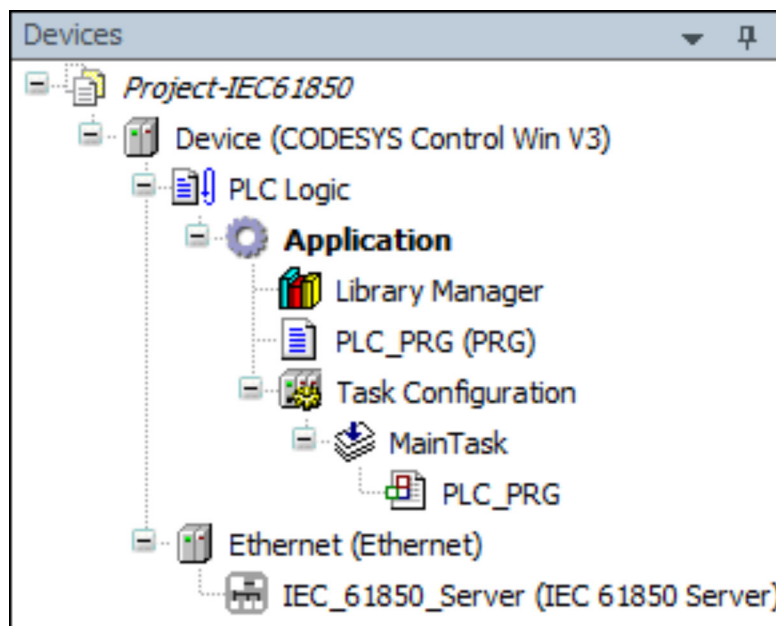 Devices
Project-IEC61850
Device (CODESYS Control Win V3)
PLC Logic
Application
Library Manager
PLC_PRG (PRG)
Task Configuration
MainTask
PLC_PRG
Ethernet (Ethernet)
IEC_61850_Server (IEC 61850 Server)